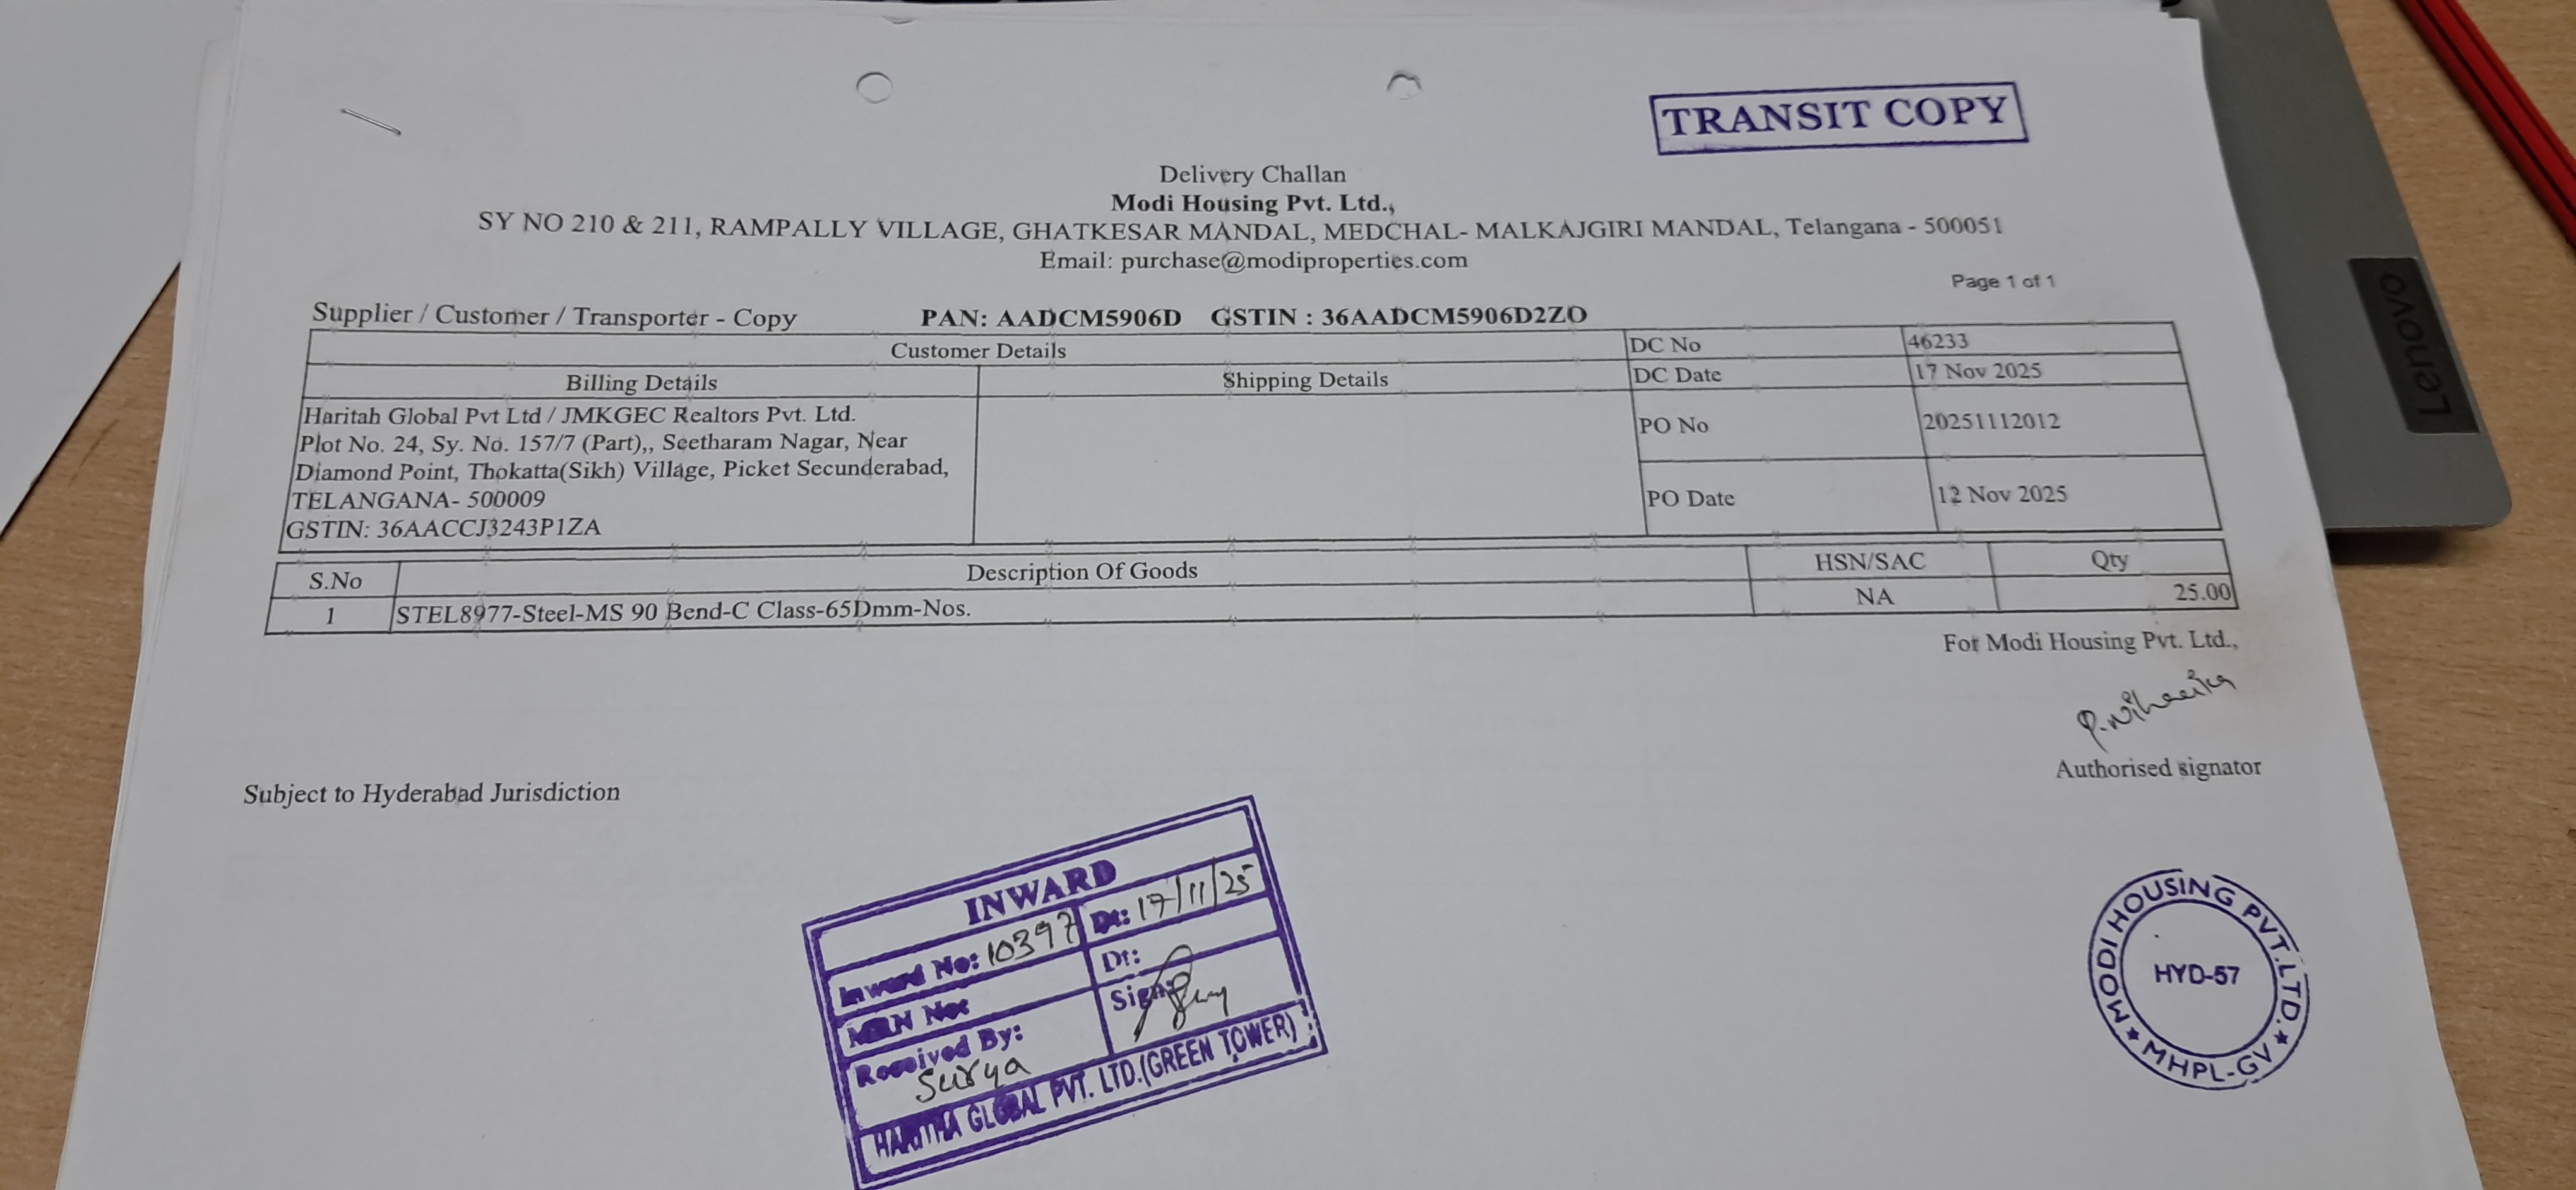 TRANSIT COPY
Delivery Challan
Modi Housing Pvt. Ltd.,
SY NO 210 & 211, RAMPALLY VILLAGE, GHATKESAR MANDAL, MEDCHAL- MALKAJGIRI MANDAL, Telangana - 500051
Email: purchase@modiproperties.com
Page 1 of 1
Supplier / Customer / Transporter - Copy PAN: AADCM5906D GSTIN : 36AADCM5906D2ZO
Customer Details
DC No 46233
Billing Details Shipping Details
DC Date 17 Nov 2025
Haritah Global Pvt Ltd / JMKGEC Realtors Pvt. Ltd.
Plot No. 24, Sy. No. 157/7 (Part),, Seetharam Nagar, Near
Diamond Point, Thokatta(Sikh) Village, Picket Secunderabad,
TELANGANA- 500009
GSTIN: 36AACCJ3243P1ZA
PO No 20251112012
PO Date 12 Nov 2025
S.No Description Of Goods HSN/SAC Qty
1 STEL8977-Steel-MS 90 Bend-C Class-65Dmm-Nos. NA 25.00
For Modi Housing Pvt. Ltd.,
P.Niharika
Authorised signator
Subject to Hyderabad Jurisdiction
INWARD
Inward No: 10397 Dt: 17/11/25
MRN No: Dt:
Received By: Sign:
Surya
HARITHA GLOBAL PVT. LTD.(GREEN TOWER)
MODI HOUSING PVT.LTD.
HYD-57
★ MHPL-GV ★
Lenovo